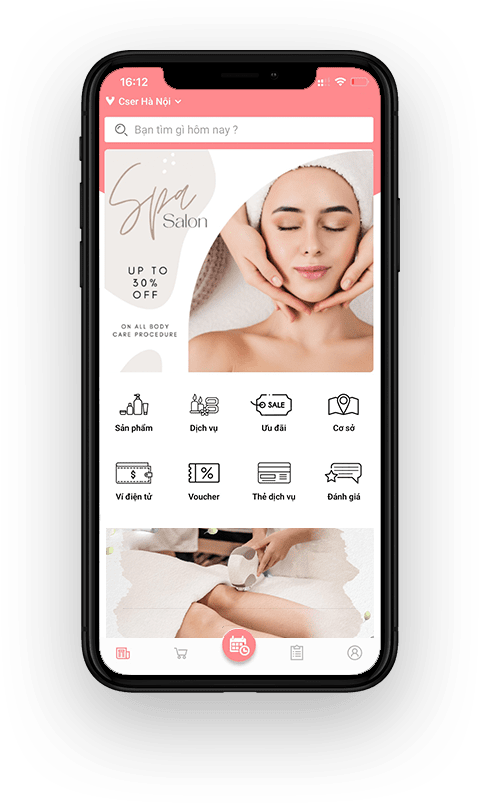 16:12
Cser Hà Nội
Bạn tìm gì hôm nay ?
Spa
Salon
UP TO
30%
OFF
ON ALL BODY
CARE PROCEDURE
SALE
Sản phẩm
Dịch vụ
Ưu đãi
Cơ sở
$
%
Ví điện tử
Voucher
Thẻ dịch vụ
Đánh giá